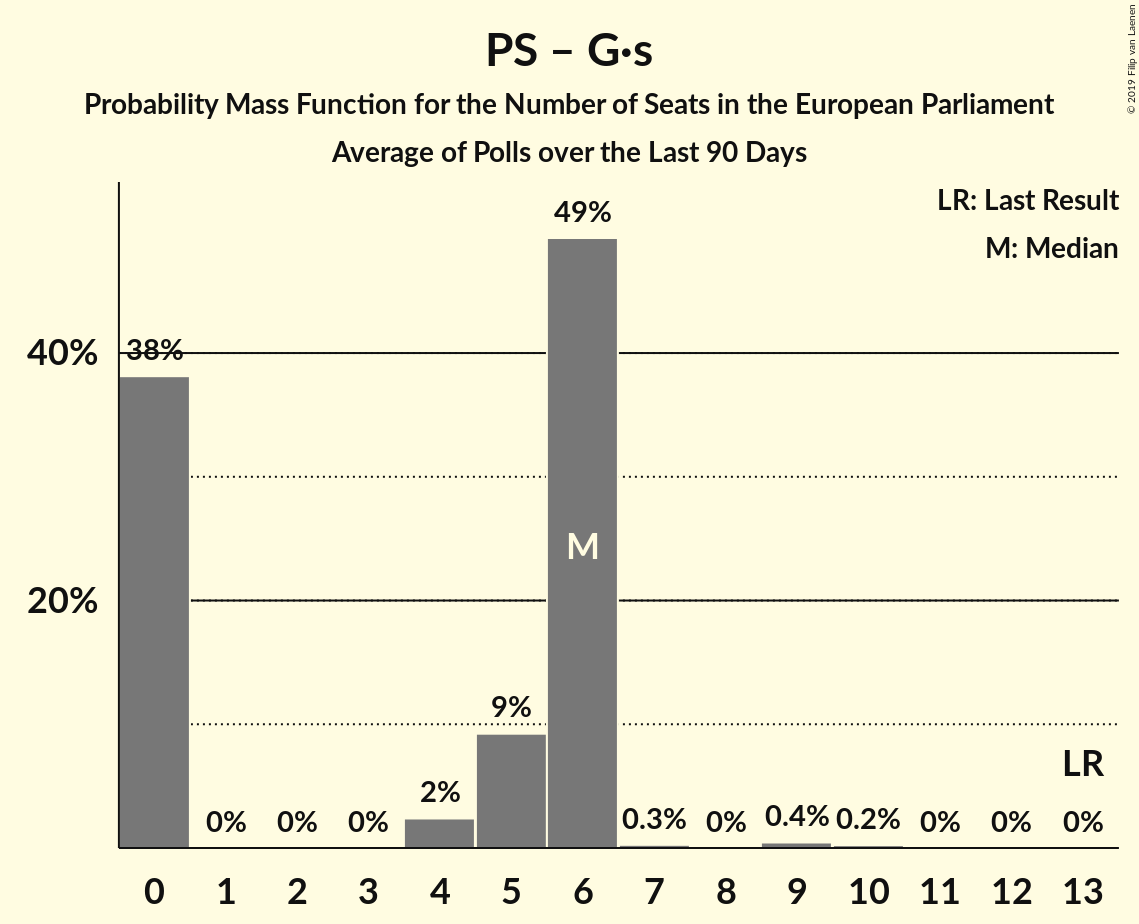 PS – G·s
Probability Mass Function for the Number of Seats in the European Parliament
Average of Polls over the Last 90 Days
© 2019 Filip van Laenen
LR: Last Result
M: Median
49%
40%
38%
M
20%
9%
LR
2%
0% 0% 0% 0.3% 0% 0.4% 0.2% 0% 0% 0%
0 1 2 3 4 5 6 7 8 9 10 11 12 13